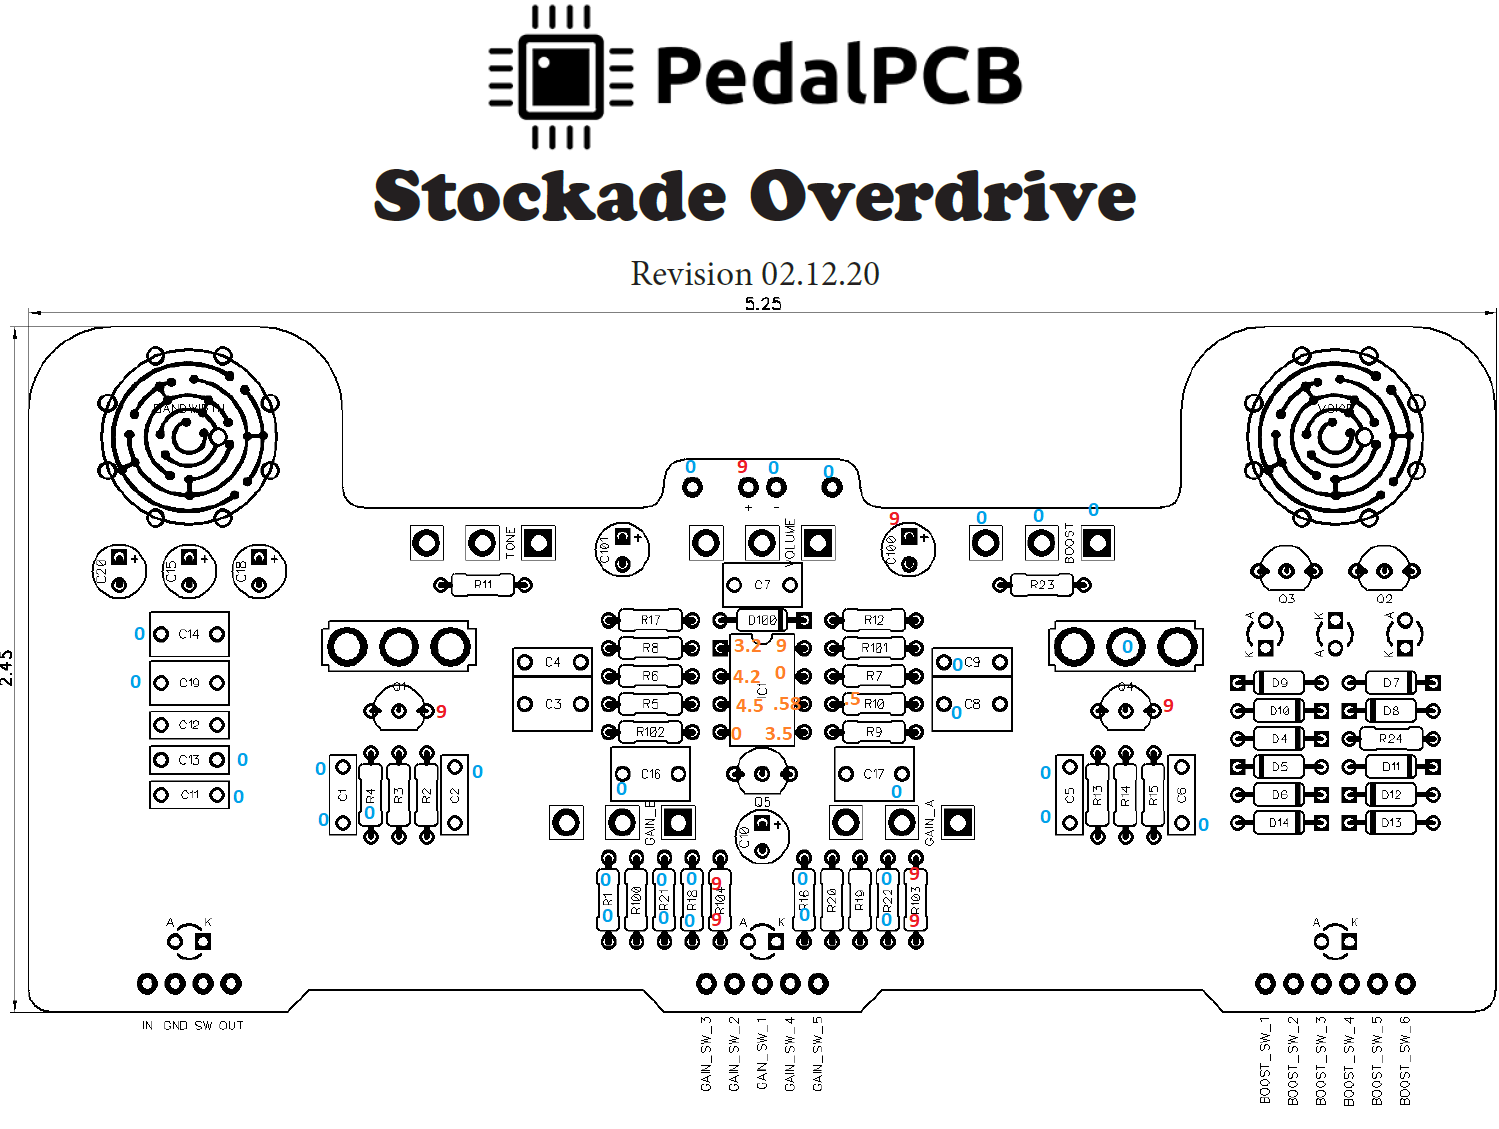 PedalPCB
Stockade Overdrive
Revision 02.12.20
5.25
2.45
BANDWIDTH
VOICE
0 9 0 0
+ -
TONE
C101 +
VOLUME
9
C100 +
0 0 0
BOOST
C20 + C15 + C18 +
R11
C7
R23
Q3 Q2
0 C14
R17 D100 R12
A K A
K A K
R8 3.2 9 R101
0
C4
0 C9
0 C19
R6 4.2 0 R7
IC1
D9 D7
Q1
9
C3
R5 4.5 .58 .5 R10
0 C8
Q4
9
D10 D8
C12
R102 0 3.5 R9
D4 R24
C13 0
0 C1 R4 R3 R2 C2 0
0 0
C16
0
Q5
C17
0
0 C5 R13 R14 R15 C6
0 0
D5 D11
C11 0
D6 D12
GAIN_B
C10 +
GAIN_A
D14 D13
0 0 0 9 0 0 9
R1 R100 R21 R18 R104 R16 R20 R19 R22 R103
0 0 0 9 0 0 9
A K
A K
A K
IN GND SW OUT
GAIN_SW_3
GAIN_SW_2
GAIN_SW_1
GAIN_SW_4
GAIN_SW_5
BOOST_SW_1
BOOST_SW_2
BOOST_SW_3
BOOST_SW_4
BOOST_SW_5
BOOST_SW_6